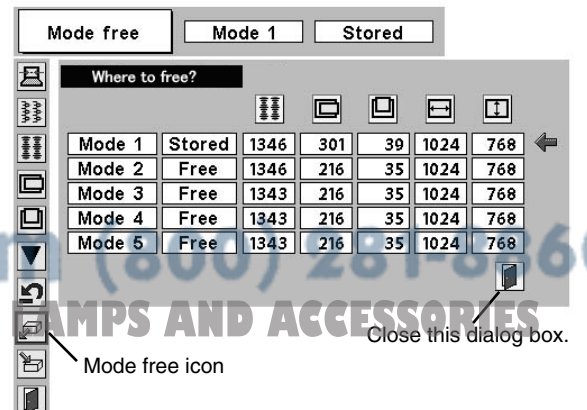 Mode free Mode 1 Stored
Where to free?
Mode 1 Stored 1346 301 39 1024 768
Mode 2 Free 1346 216 35 1024 768
Mode 3 Free 1343 216 35 1024 768
Mode 4 Free 1343 216 35 1024 768
Mode 5 Free 1343 216 35 1024 768
m (800) 281-8860
LAMPS AND ACCESSORIES
Close this dialog box.
Mode free icon